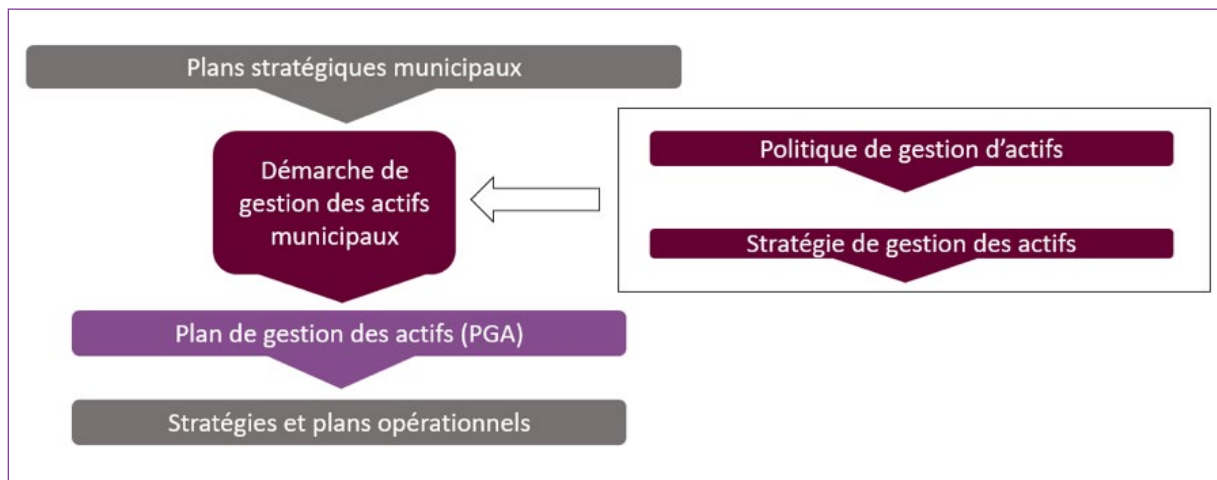 Plans stratégiques municipaux
Démarche de
gestion des actifs
municipaux
Politique de gestion d'actifs
Stratégie de gestion des actifs
Plan de gestion des actifs (PGA)
Stratégies et plans opérationnels